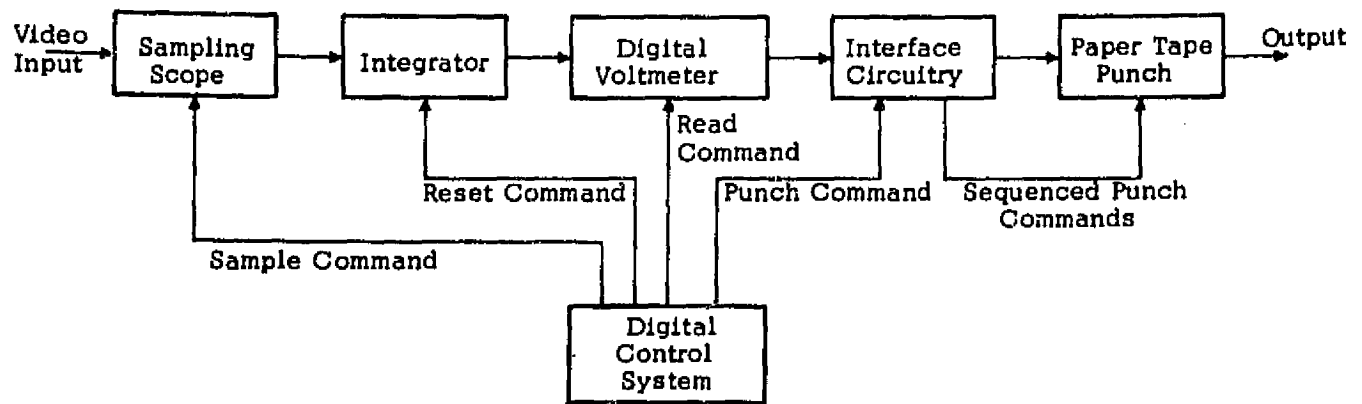 Video
Input
Sampling
Scope
Integrator
Digital
Voltmeter
Interface
Circuitry
Paper Tape
Punch
Output
Read
Command
Reset Command
Punch Command
Sequenced Punch
Commands
Sample Command
Digital
Control
System